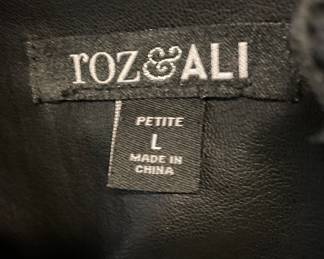 roz&ALI
PETITE
L
MADE IN
CHINA